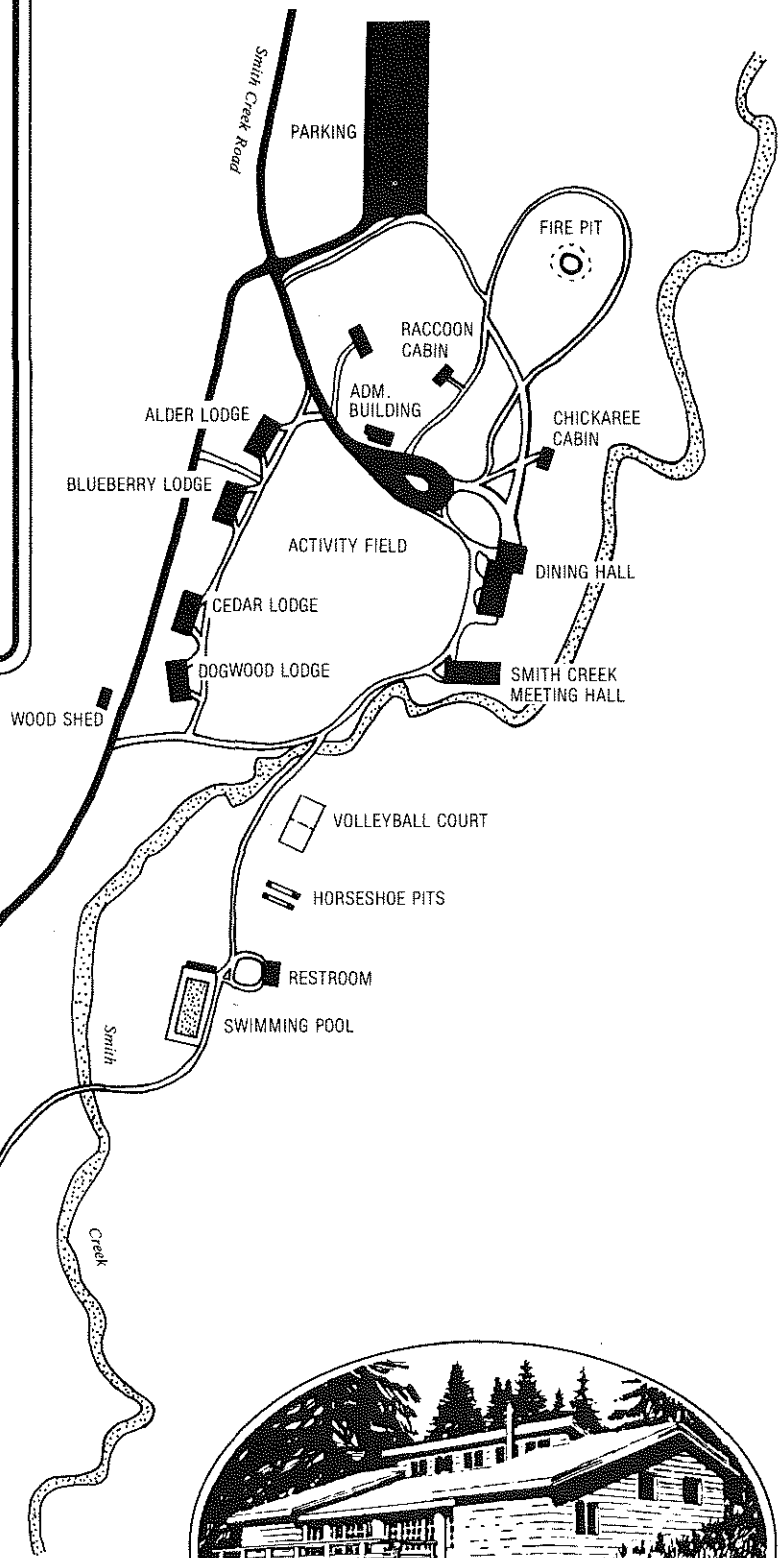 Smith Creek Road
PARKING
FIRE PIT
RACCOON
CABIN
ADM.
BUILDING
ALDER LODGE
CHICKAREE
CABIN
BLUEBERRY LODGE
ACTIVITY FIELD
DINING HALL
CEDAR LODGE
DOGWOOD LODGE
SMITH CREEK
MEETING HALL
WOOD SHED
VOLLEYBALL COURT
HORSESHOE PITS
RESTROOM
SWIMMING POOL
Smith
Creek